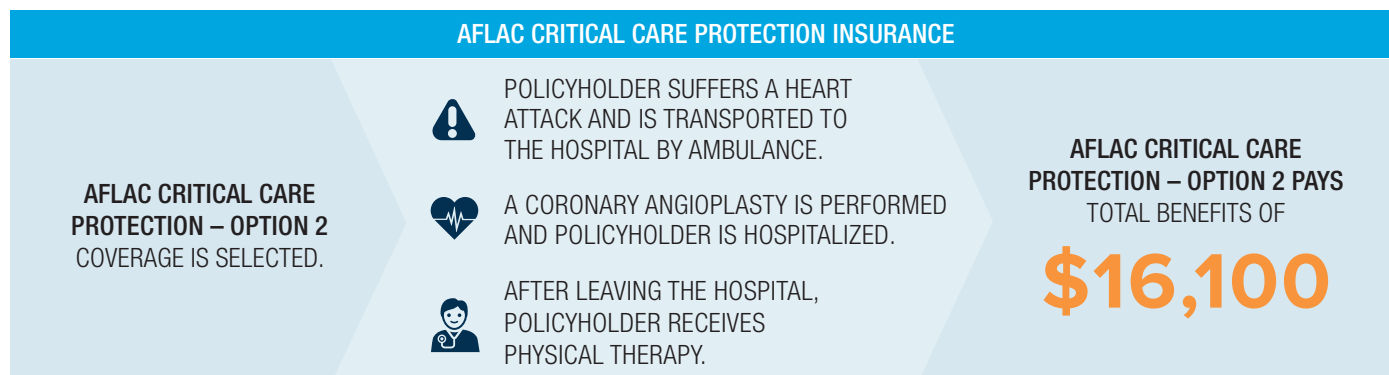 AFLAC CRITICAL CARE PROTECTION INSURANCE
AFLAC CRITICAL CARE
PROTECTION – OPTION 2
COVERAGE IS SELECTED.
POLICYHOLDER SUFFERS A HEART
ATTACK AND IS TRANSPORTED TO
THE HOSPITAL BY AMBULANCE.
A CORONARY ANGIOPLASTY IS PERFORMED
AND POLICYHOLDER IS HOSPITALIZED.
AFTER LEAVING THE HOSPITAL,
POLICYHOLDER RECEIVES
PHYSICAL THERAPY.
AFLAC CRITICAL CARE
PROTECTION – OPTION 2 PAYS
TOTAL BENEFITS OF
$16,100